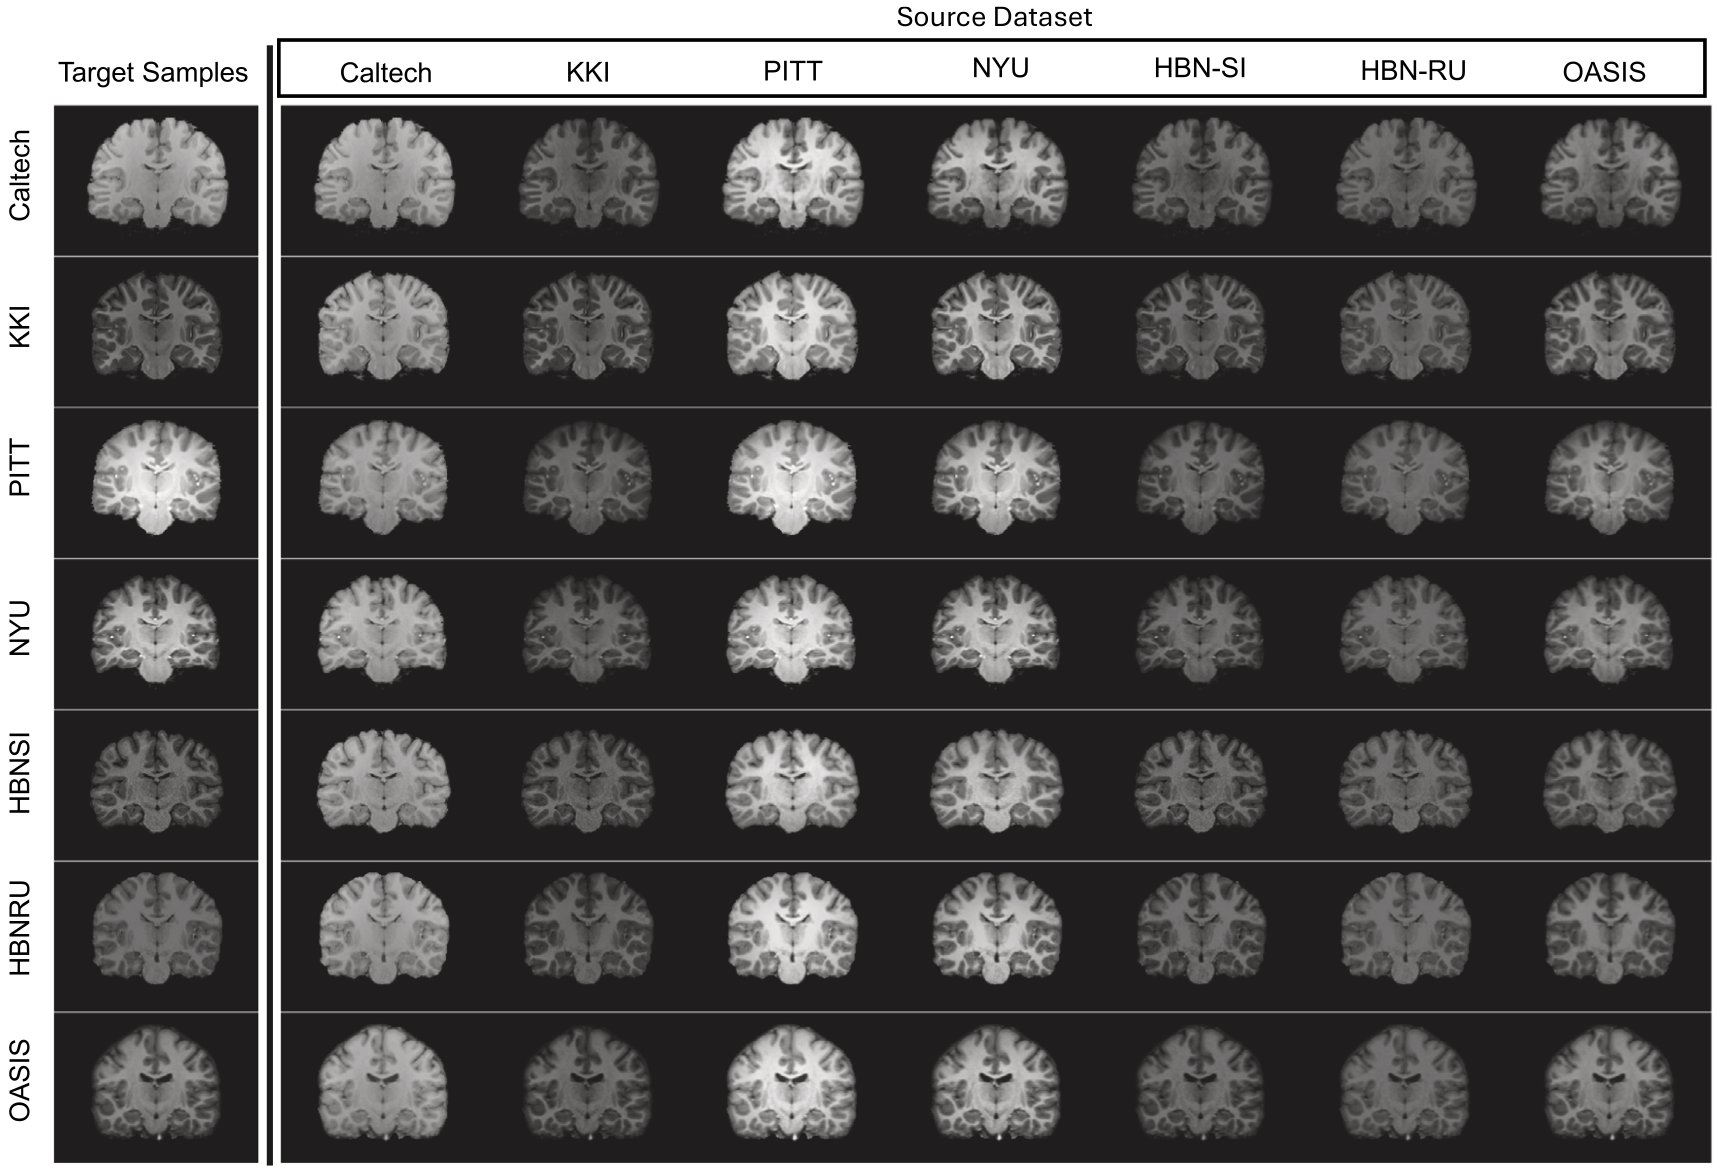 Source Dataset
Target Samples
Caltech
KKI
PITT
NYU
HBN-SI
HBN-RU
OASIS
Caltech
KKI
PITT
NYU
HBNSI
HBNRU
OASIS